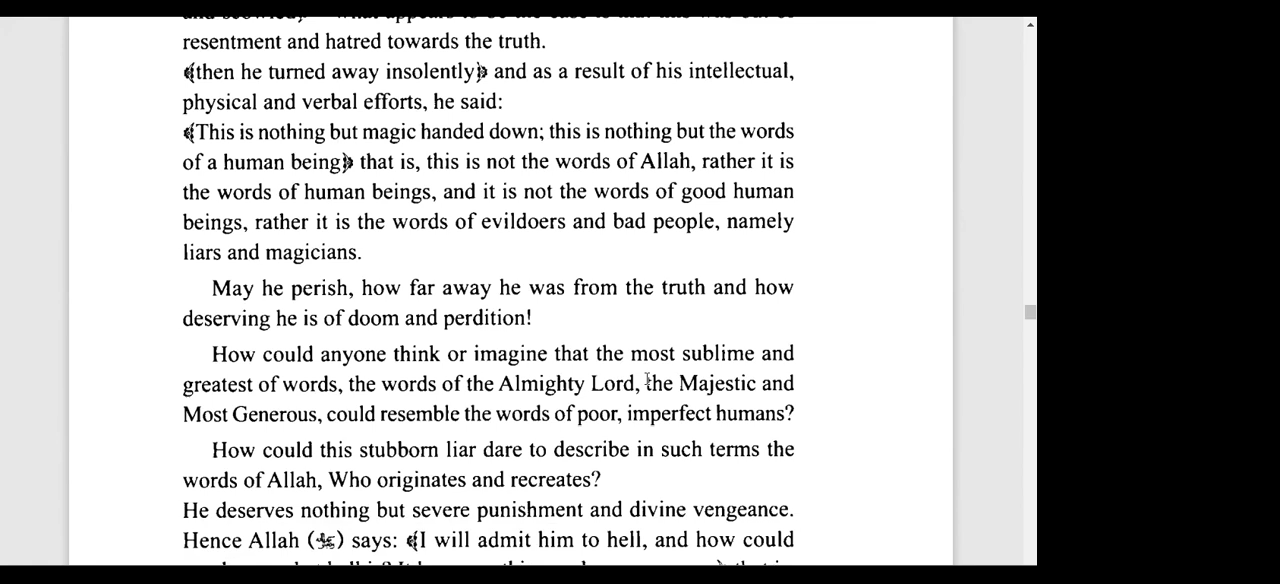 resentment and hatred towards the truth.
﴾then he turned away insolently﴿ and as a result of his intellectual,
physical and verbal efforts, he said:
﴾This is nothing but magic handed down; this is nothing but the words
of a human being﴿ that is, this is not the words of Allah, rather it is
the words of human beings, and it is not the words of good human
beings, rather it is the words of evildoers and bad people, namely
liars and magicians.
May he perish, how far away he was from the truth and how
deserving he is of doom and perdition!
How could anyone think or imagine that the most sublime and
greatest of words, the words of the Almighty Lord, the Majestic and
Most Generous, could resemble the words of poor, imperfect humans?
How could this stubborn liar dare to describe in such terms the
words of Allah, Who originates and recreates?
He deserves nothing but severe punishment and divine vengeance.
Hence Allah (ﷻ) says: ﴾I will admit him to hell, and how could